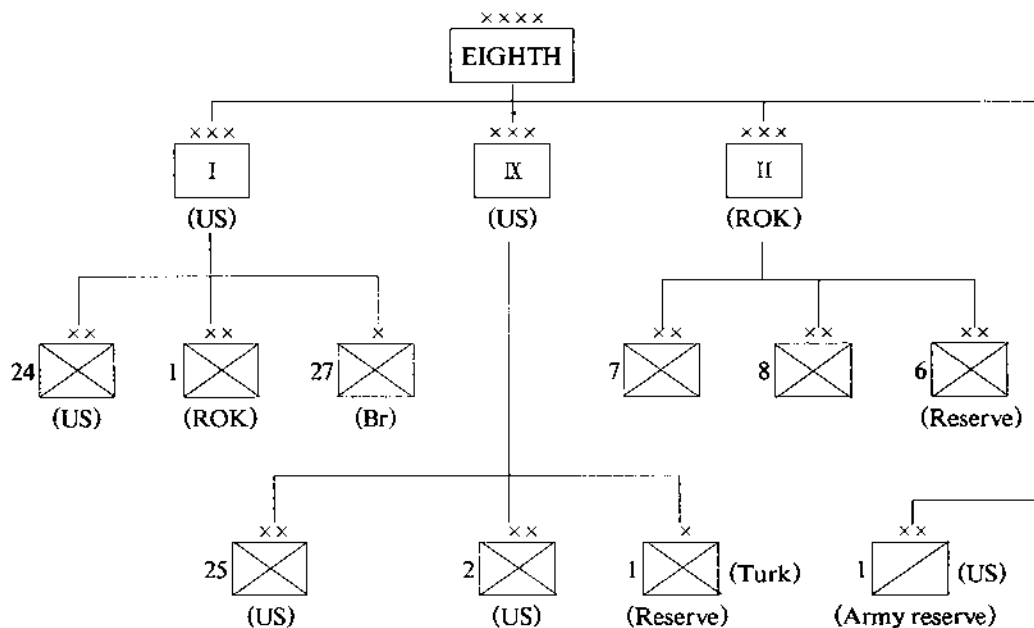 ××××
EIGHTH
××× ××× ×××
I IX II
(US) (US) (ROK)
×× ×× × ×× ×× ××
24 1 27 7 8 6
(US) (ROK) (Br) (Reserve)
×× ×× × ××
25 2 1 (Turk) 1 (US)
(US) (US) (Reserve) (Army reserve)